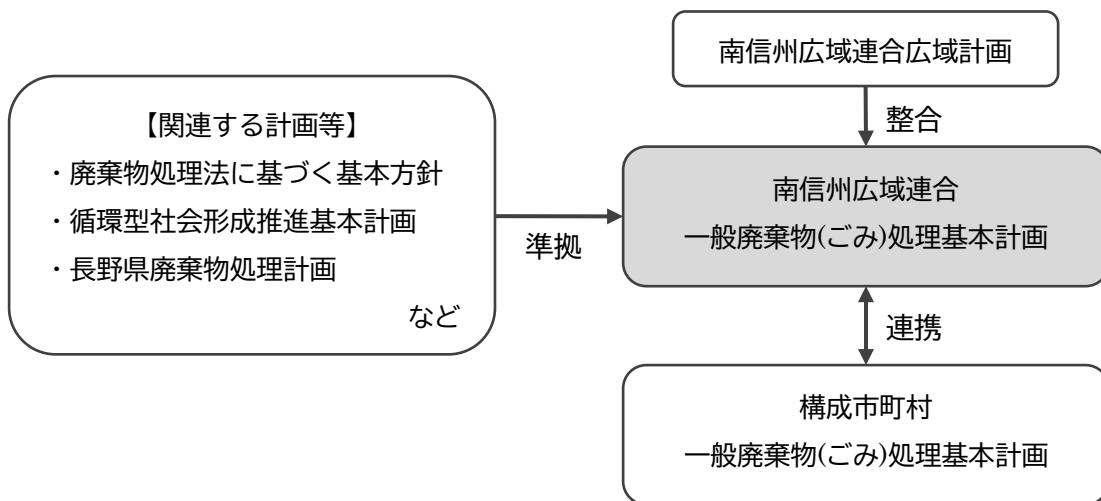 南信州広域連合広域計画
整合
【関連する計画等】
・廃棄物処理法に基づく基本方針
・循環型社会形成推進基本計画
・長野県廃棄物処理計画
など
準拠
南信州広域連合
一般廃棄物(ごみ)処理基本計画
連携
構成市町村
一般廃棄物(ごみ)処理基本計画